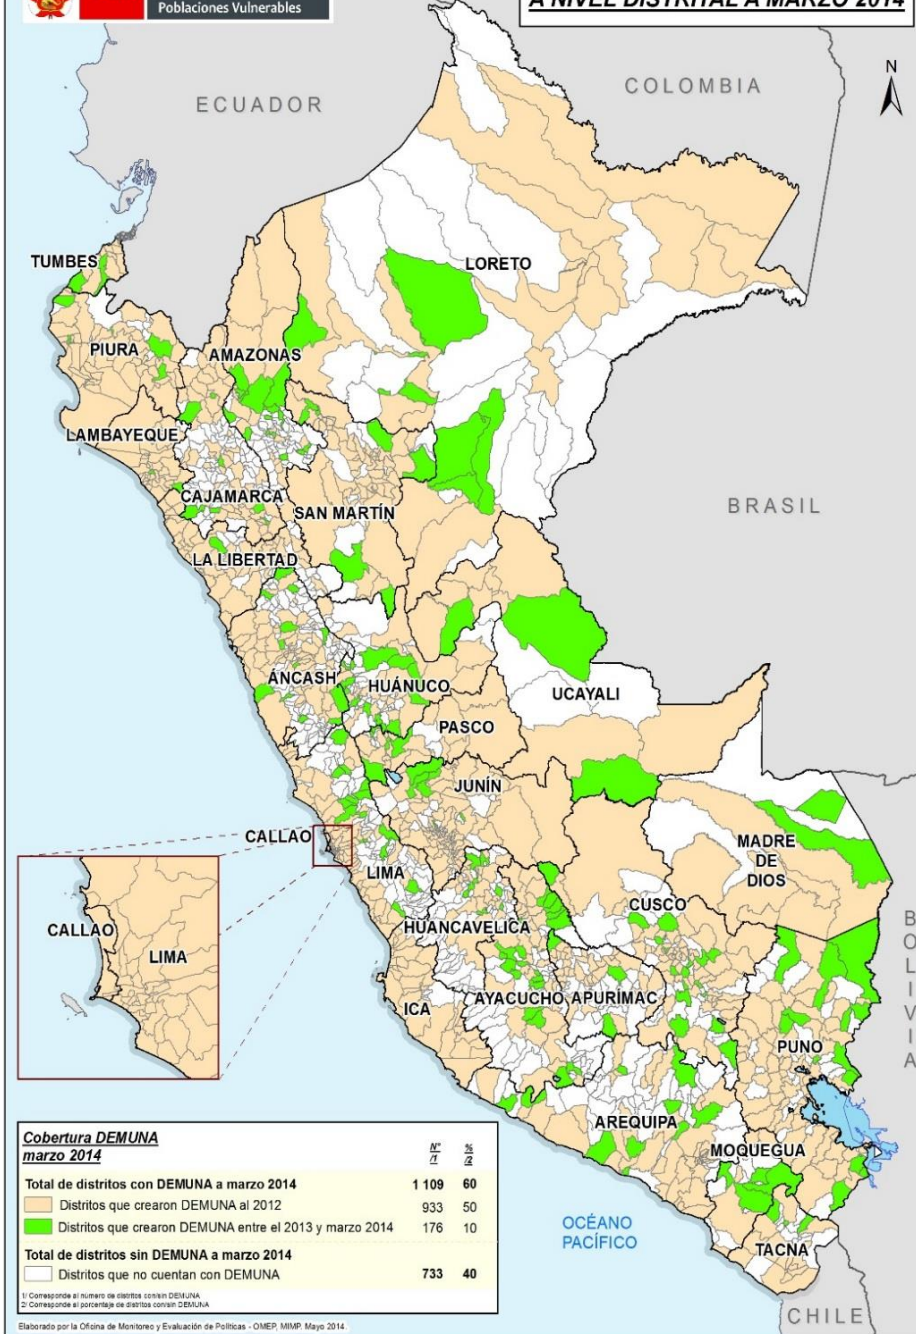 Poblaciones Vulnerables
A NIVEL DISTRITAL A MARZO 2014
N
ECUADOR
COLOMBIA
TUMBES
LORETO
PIURA
AMAZONAS
LAMBAYEQUE
CAJAMARCA
SAN MARTÍN
BRASIL
LA LIBERTAD
ÁNCASH
HUÁNUCO
UCAYALI
PASCO
JUNÍN
CALLAO
LIMA
MADRE
DE
DIOS
CUSCO
HUANCAVELICA
CALLAO
LIMA
BOLIVIA
ICA
AYACUCHO
APURÍMAC
PUNO
AREQUIPA
MOQUEGUA
OCÉANO
PACÍFICO
TACNA
CHILE
Cobertura DEMUNA
marzo 2014
N° /1
% /2
Total de distritos con DEMUNA a marzo 2014 1 109 60
Distritos que crearon DEMUNA al 2012 933 50
Distritos que crearon DEMUNA entre el 2013 y marzo 2014 176 10
Total de distritos sin DEMUNA a marzo 2014
Distritos que no cuentan con DEMUNA 733 40
1/ Corresponde al número de distritos con/sin DEMUNA
2/ Corresponde al porcentaje de distritos con/sin DEMUNA
Elaborado por la Oficina de Monitoreo y Evaluación de Políticas - OMEP, MIMP. Mayo 2014.